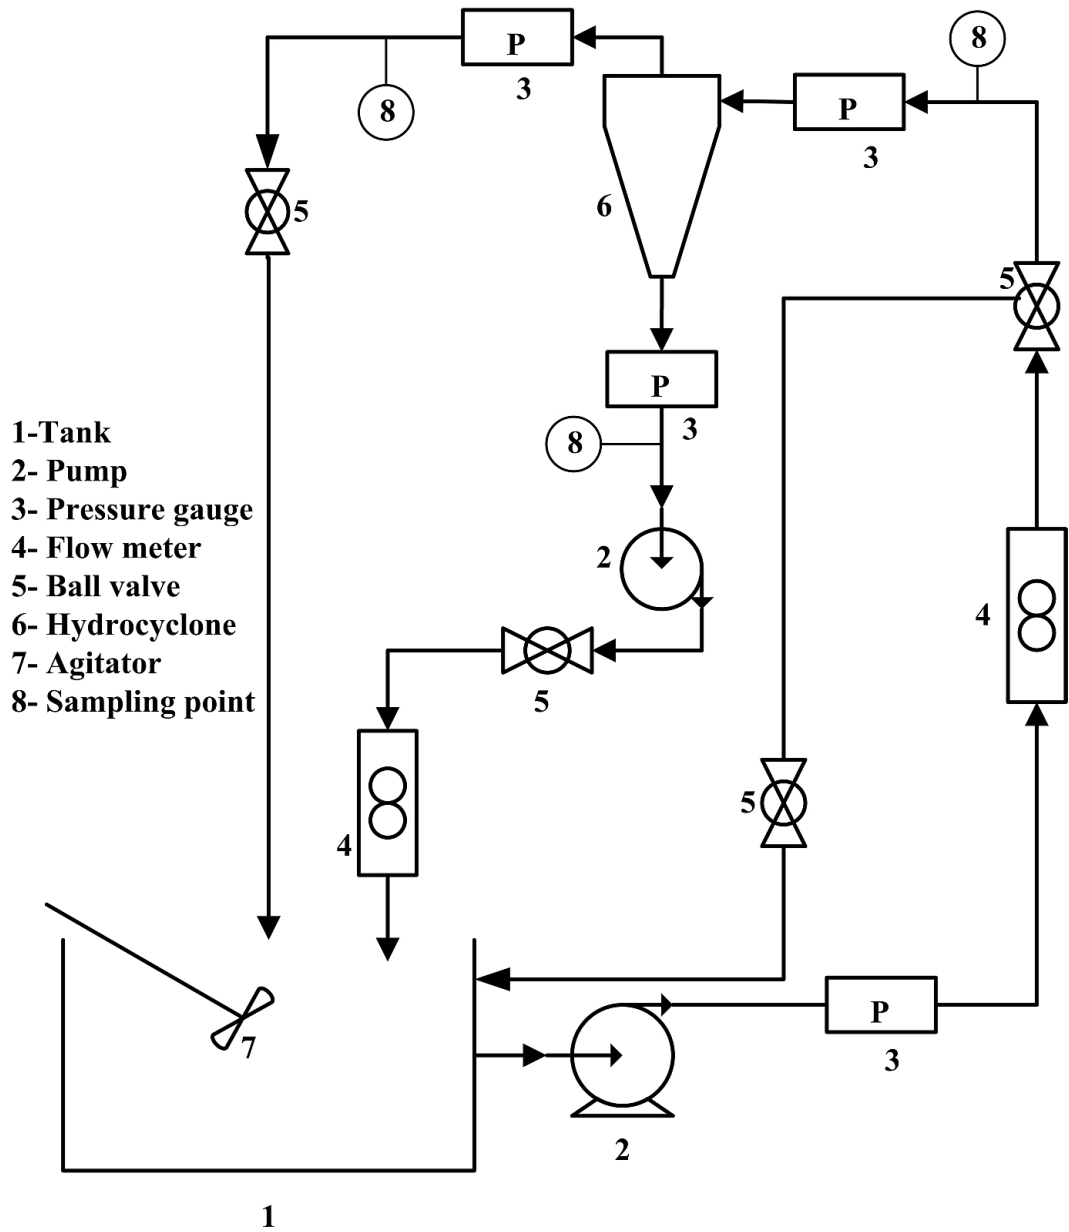 8
P
3
8
P
3
6
5
5
P
3
8
1-Tank
2- Pump
3- Pressure gauge
4- Flow meter
5- Ball valve
6- Hydrocyclone
7- Agitator
8- Sampling point
2
4
5
5
4
P
3
7
2
1